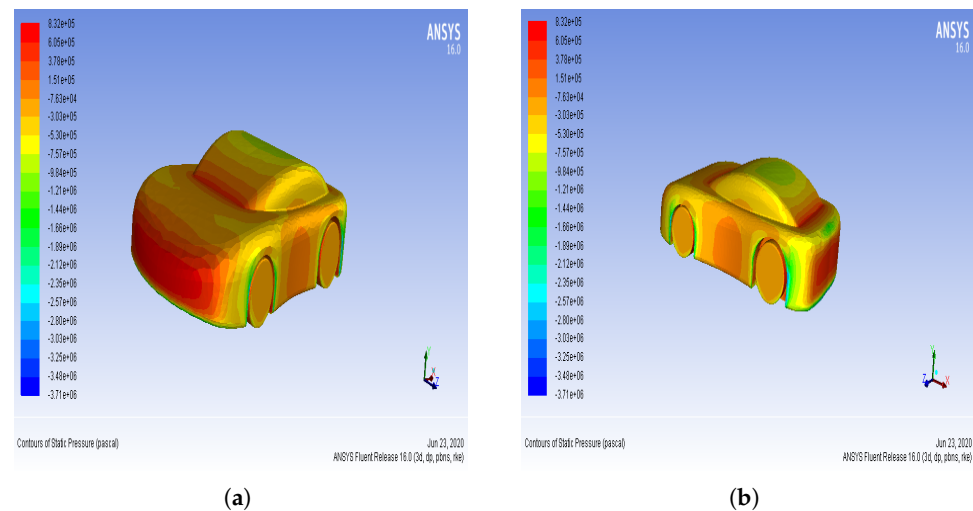 8.32e+05
6.05e+05
3.78e+05
1.51e+05
-7.63e+04
-3.03e+05
-5.30e+05
-7.57e+05
-9.84e+05
-1.21e+06
-1.44e+06
-1.66e+06
-1.89e+06
-2.12e+06
-2.35e+06
-2.57e+06
-2.80e+06
-3.03e+06
-3.25e+06
-3.48e+06
-3.71e+06
ANSYS
16.0
Y
X
Z
Contours of Static Pressure (pascal)
Jun 23, 2020
ANSYS Fluent Release 16.0 (3d, dp, pbns, rke)
(a)
8.32e+05
6.05e+05
3.78e+05
1.51e+05
-7.63e+04
-3.03e+05
-5.30e+05
-7.57e+05
-9.84e+05
-1.21e+06
-1.44e+06
-1.66e+06
-1.89e+06
-2.12e+06
-2.35e+06
-2.57e+06
-2.80e+06
-3.03e+06
-3.25e+06
-3.48e+06
-3.71e+06
ANSYS
16.0
Y
Z
X
Contours of Static Pressure (pascal)
Jun 23, 2020
ANSYS Fluent Release 16.0 (3d, dp, pbns, rke)
(b)